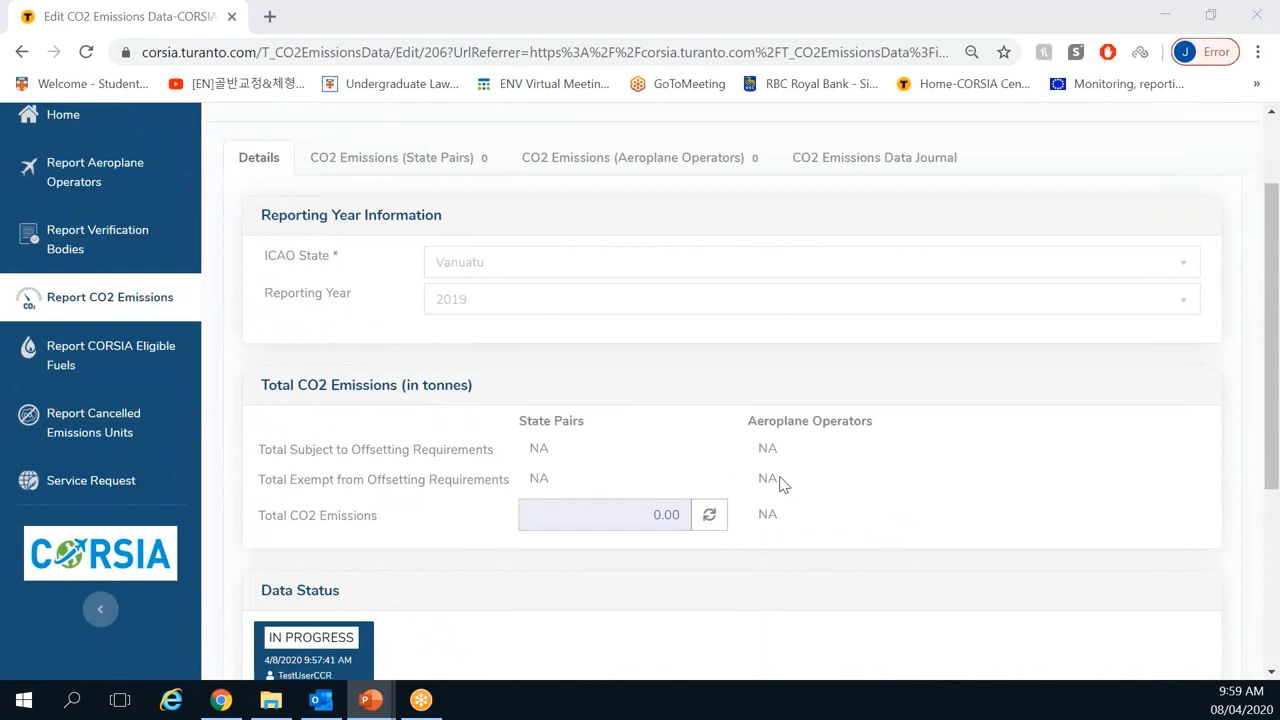 Edit CO2 Emissions Data-CORSIA
corsia.turanto.com/T_CO2EmissionsData/Edit/206?UrlReferrer=https%3A%2F%2Fcorsia.turanto.com%2FT_CO2EmissionsData%3Fi...
J Error
Welcome - Student... [EN]골반교정&체형... Undergraduate Law... ENV Virtual Meetin... GoToMeeting RBC Royal Bank - Si... Home-CORSIA Cen... Monitoring, reporti... »
Home
Report Aeroplane
Operators
Report Verification
Bodies
CO₂
Report CO2 Emissions
Report CORSIA Eligible
Fuels
Report Cancelled
Emissions Units
Service Request
CORSIA
Details CO2 Emissions (State Pairs) 0 CO2 Emissions (Aeroplane Operators) 0 CO2 Emissions Data Journal
Reporting Year Information
ICAO State * Vanuatu
Reporting Year 2019
Total CO2 Emissions (in tonnes)
State Pairs Aeroplane Operators
Total Subject to Offsetting Requirements NA NA
Total Exempt from Offsetting Requirements NA NA
Total CO2 Emissions 0.00 NA
Data Status
IN PROGRESS
4/8/2020 9:57:41 AM
TestUserCCR
9:59 AM
08/04/2020